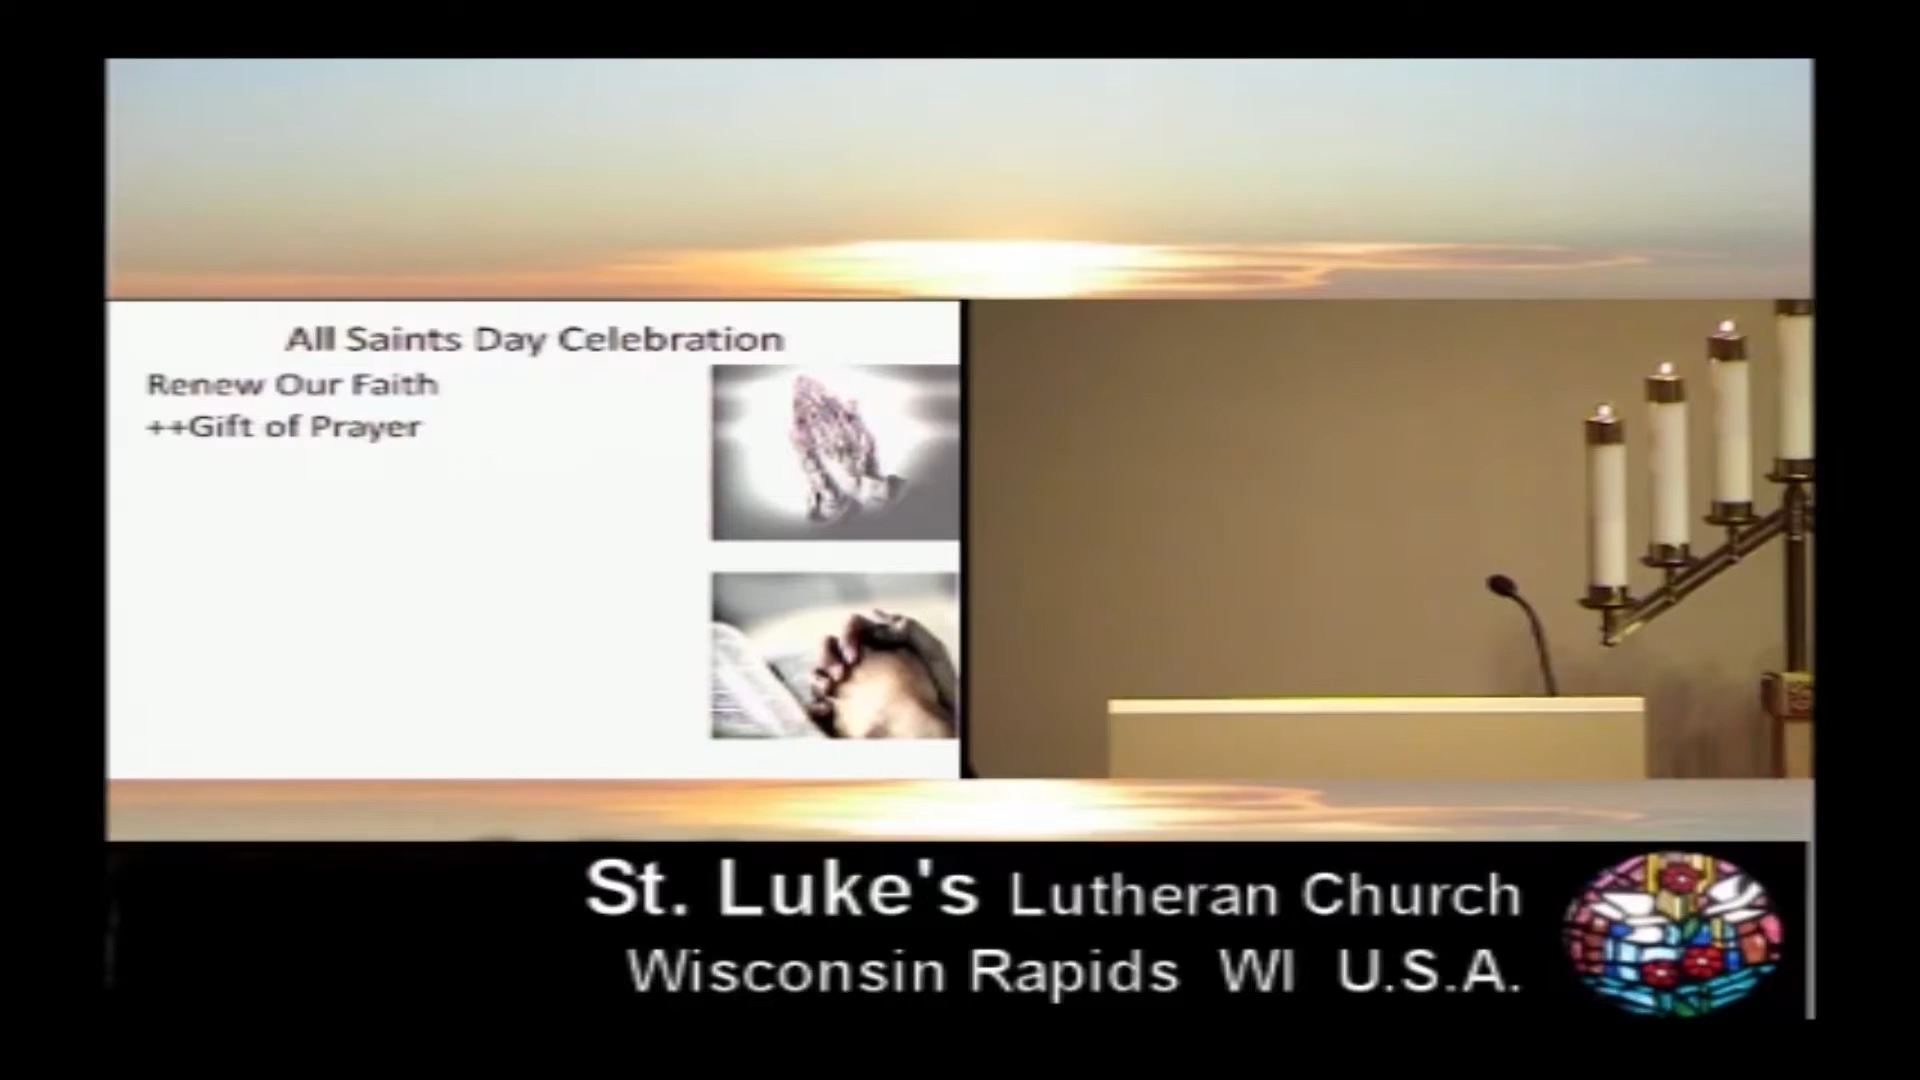 All Saints Day Celebration
Renew Our Faith
++Gift of Prayer
St. Luke's Lutheran Church
Wisconsin Rapids WI U.S.A.